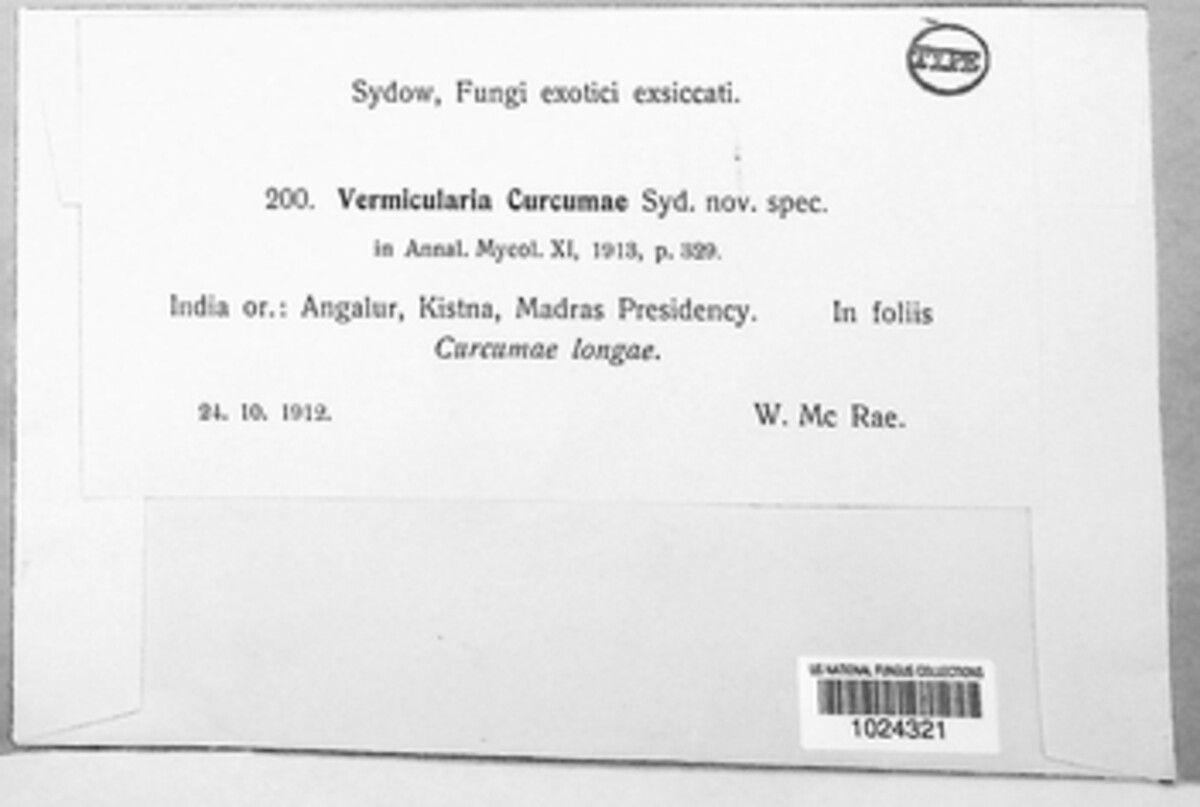 TYPE
Sydow, Fungi exotici exsiccati.
200. Vermicularia Curcumae Syd. nov. spec.
in Annal. Mycol. XI, 1913, p. 329.
India or.: Angalur, Kistna, Madras Presidency. In foliis
Curcumae longae.
24. 10. 1912. W. Mc Rae.
US NATIONAL FUNGUS COLLECTIONS
1024321